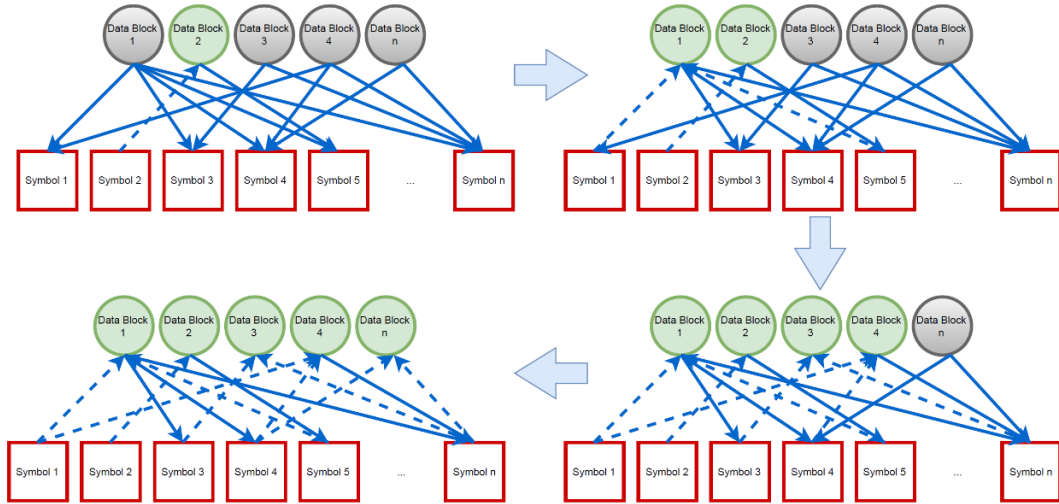 Data Block
1
Data Block
2
Data Block
3
Data Block
4
Data Block
n
Symbol 1
Symbol 2
Symbol 3
Symbol 4
Symbol 5
...
Symbol n
Data Block
1
Data Block
2
Data Block
3
Data Block
4
Data Block
n
Symbol 1
Symbol 2
Symbol 3
Symbol 4
Symbol 5
...
Symbol n
Data Block
1
Data Block
2
Data Block
3
Data Block
4
Data Block
n
Symbol 1
Symbol 2
Symbol 3
Symbol 4
Symbol 5
...
Symbol n
Data Block
1
Data Block
2
Data Block
3
Data Block
4
Data Block
n
Symbol 1
Symbol 2
Symbol 3
Symbol 4
Symbol 5
...
Symbol n